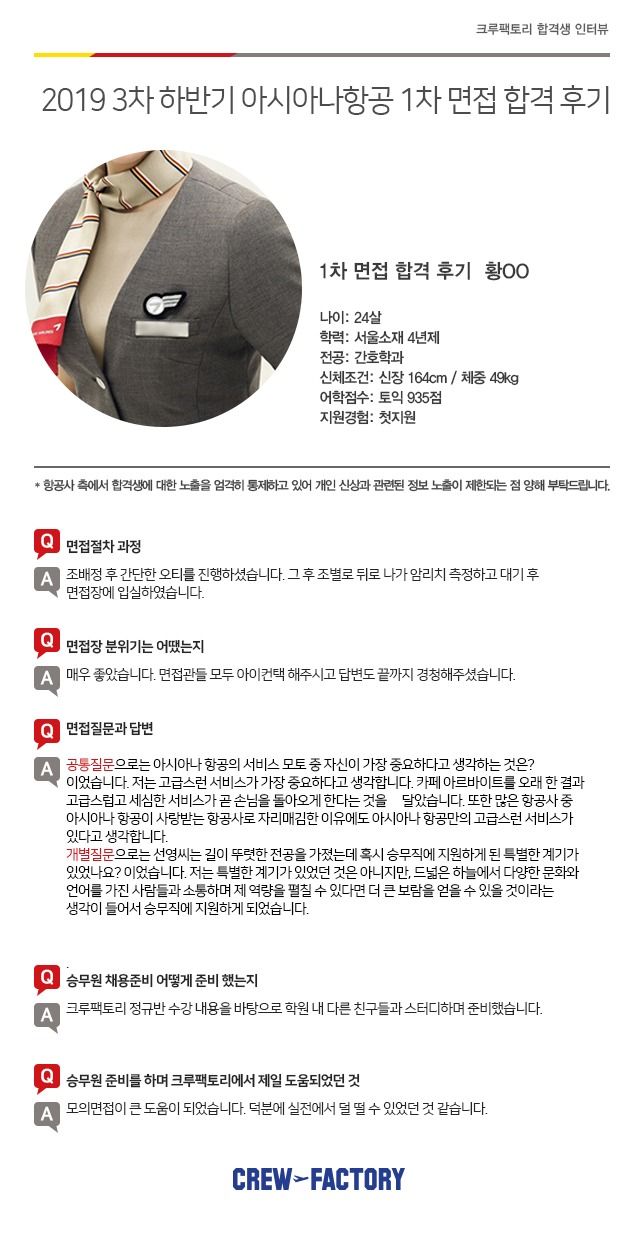 크루팩토리 합격생 인터뷰
2019 3차 하반기 아시아나항공 1차 면접 합격 후기
1차 면접 합격 후기 황OO
나이: 24살
학력: 서울소재 4년제
전공: 간호학과
신체조건: 신장 164cm / 체중 49kg
어학점수: 토익 935점
지원경험: 첫지원
* 항공사 측에서 합격생에 대한 노출을 엄격히 통제하고 있어 개인 신상과 관련된 정보 노출이 제한되는 점 양해 부탁드립니다.
Q 면접절차 과정
A 조배정 후 간단한 오티를 진행하셨습니다. 그 후 조별로 뒤로 나가 암리치 측정하고 대기 후
면접장에 입실하였습니다.
Q 면접장 분위기는 어땠는지
A 매우 좋았습니다. 면접관들 모두 아이컨택 해주시고 답변도 끝까지 경청해주셨습니다.
Q 면접질문과 답변
A 공통질문으로는 아시아나 항공의 서비스 모토 중 자신이 가장 중요하다고 생각하는 것은?
이었습니다. 저는 고급스런 서비스가 가장 중요하다고 생각합니다. 카페 아르바이트를 오래 한 결과
고급스럽고 세심한 서비스가 곧 손님을 돌아오게 한다는 것을 달았습니다. 또한 많은 항공사 중
아시아나 항공이 사랑받는 항공사로 자리매김한 이유에도 아시아나 항공만의 고급스런 서비스가
있다고 생각합니다.
개별질문으로는 선영씨는 길이 뚜렷한 전공을 가졌는데 혹시 승무직에 지원하게 된 특별한 계기가
있었나요? 이었습니다. 저는 특별한 계기가 있었던 것은 아니지만, 드넓은 하늘에서 다양한 문화와
언어를 가진 사람들과 소통하며 제 역량을 펼칠 수 있다면 더 큰 보람을 얻을 수 있을 것이라는
생각이 들어서 승무직에 지원하게 되었습니다.
.
Q 승무원 채용준비 어떻게 준비 했는지
A 크루팩토리 정규반 수강 내용을 바탕으로 학원 내 다른 친구들과 스터디하며 준비했습니다.
Q 승무원 준비를 하며 크루팩토리에서 제일 도움되었던 것
A 모의면접이 큰 도움이 되었습니다. 덕분에 실전에서 덜 떨 수 있었던 것 같습니다.
CREW FACTORY